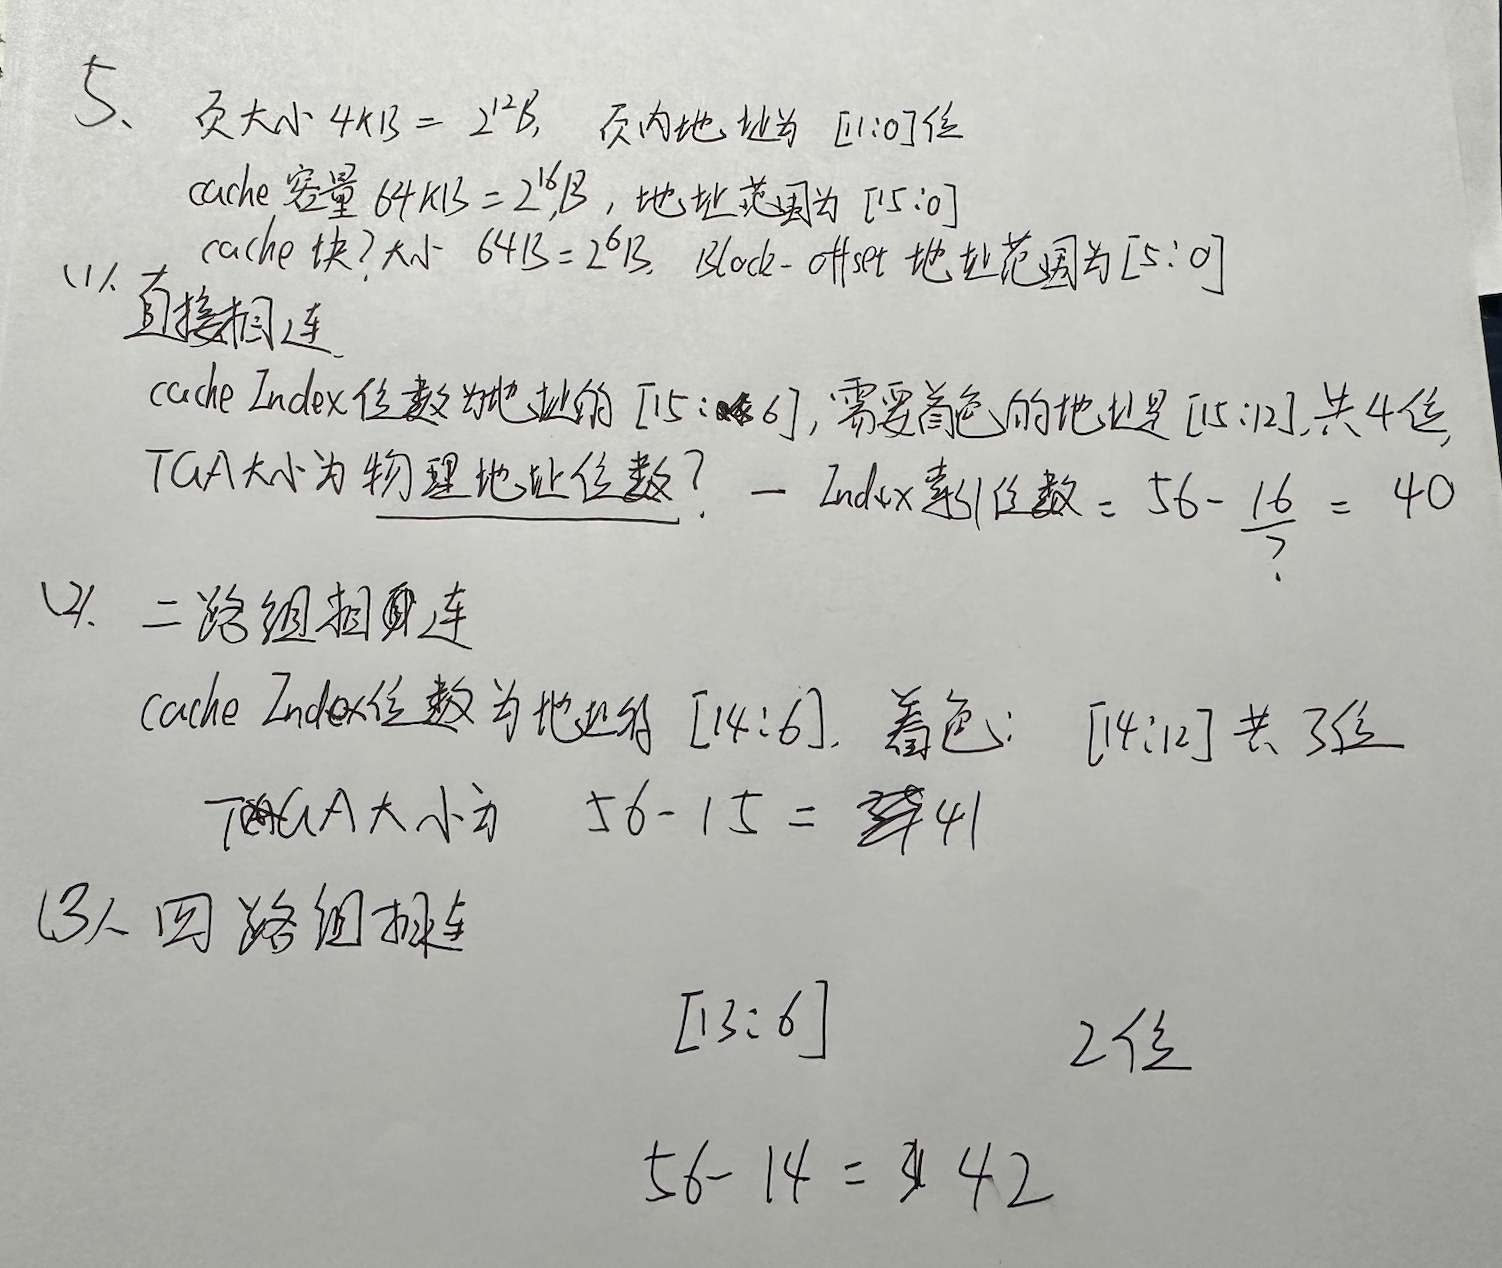 5、 页大小 4KB = 2^12B, 页内地址为 [11:0]位
cache 容量 64KB = 2^16B, 地址范围为 [15:0]
cache 块? 大小 64B = 2^6B. Block-offset 地址范围为 [5:0]
(1)、直接相连
cache Index位数为地址的 [15:6], 需要着色的地址是 [15:12], 共4位,
TGA大小为 物理地址位数? - Index索引位数 = 56 - 16 = 40
?
(2)、二路组相连
cache Index位数为地址的 [14:6]. 着色: [14:12] 共 3位
TGA大小为 56-15 = 41
(3)、四路组相连
[13:6] 2位
56-14 = 42